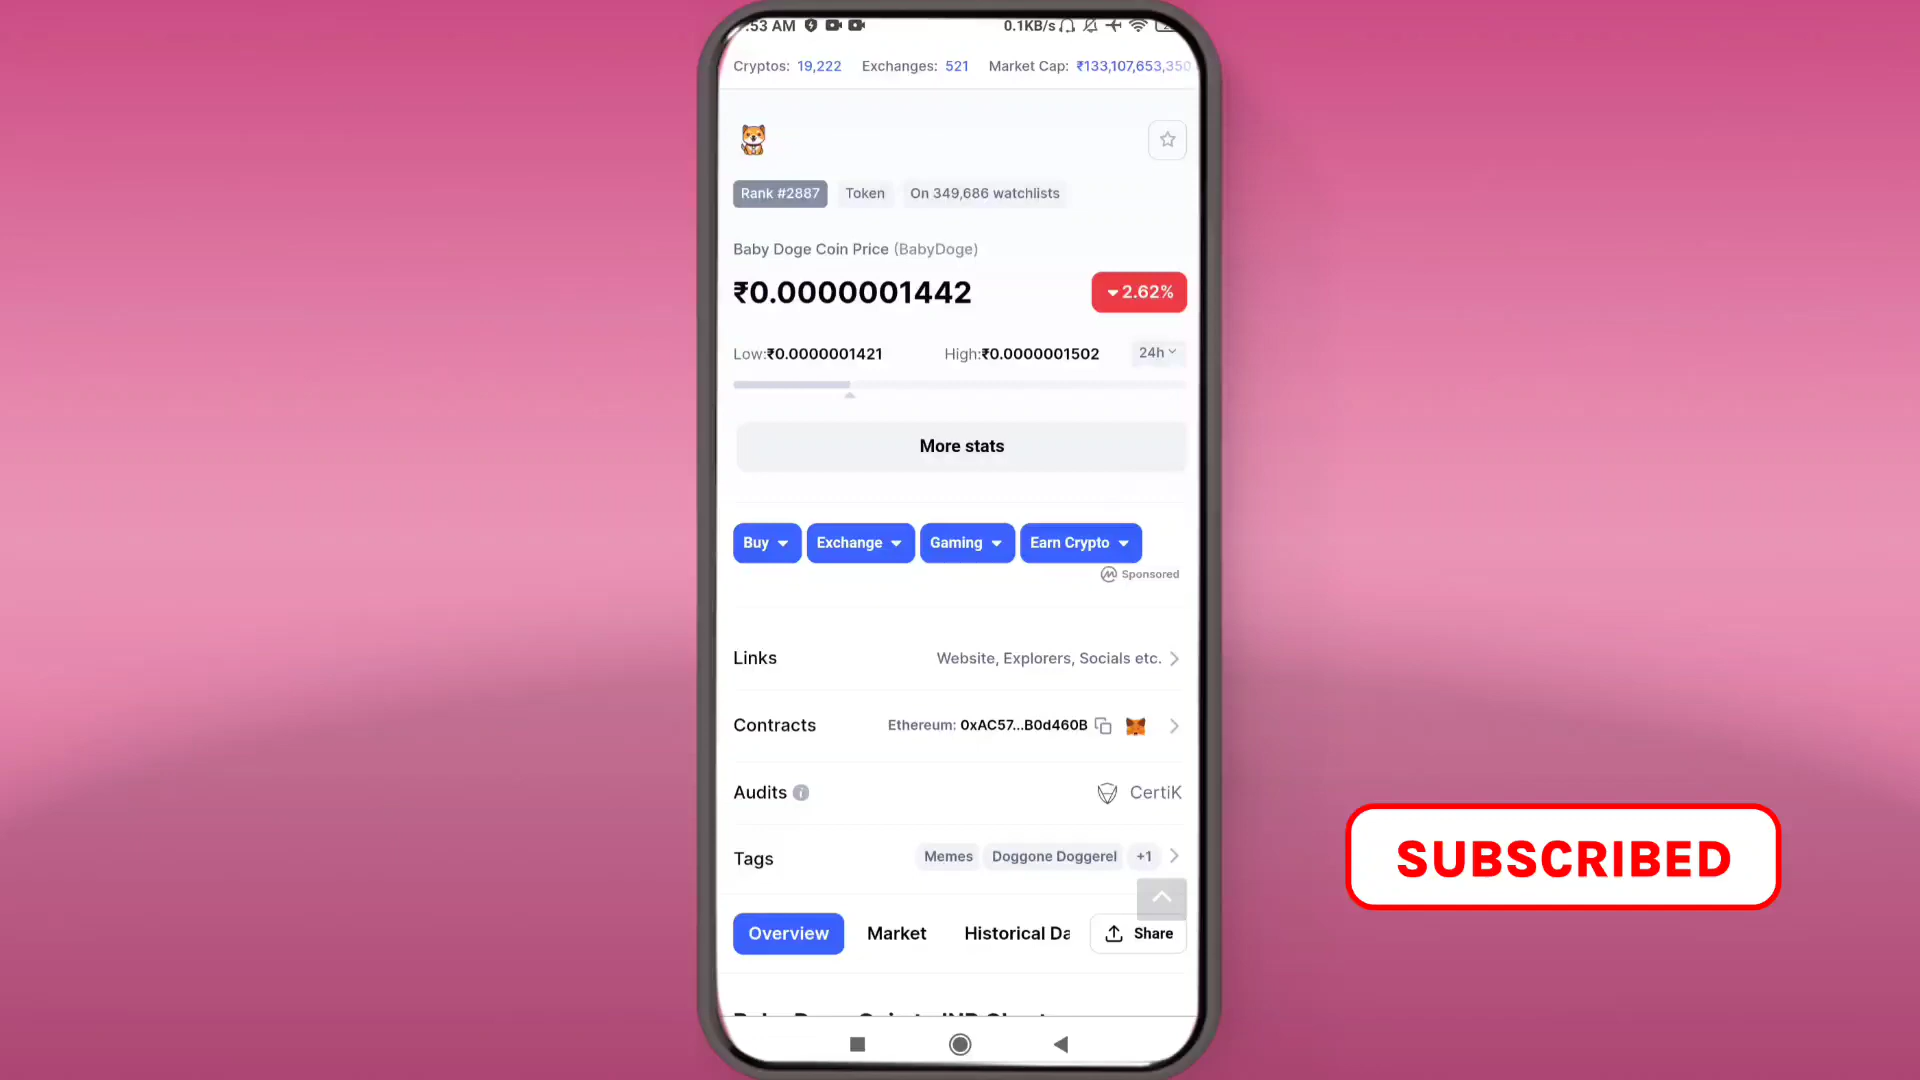 :53 AM 0.1KB/s
Cryptos: 19,222 Exchanges: 521 Market Cap: ₹133,107,653,350
Rank #2887 Token On 349,686 watchlists
Baby Doge Coin Price (BabyDoge)
₹0.0000001442 2.62%
Low:₹0.0000001421 High:₹0.0000001502 24h
More stats
Buy Exchange Gaming Earn Crypto
Sponsored
Links Website, Explorers, Socials etc.
Contracts Ethereum: 0xAC57...B0d460B
Audits CertiK
Tags Memes Doggone Doggerel +1
Overview Market Historical Da Share
SUBSCRIBED